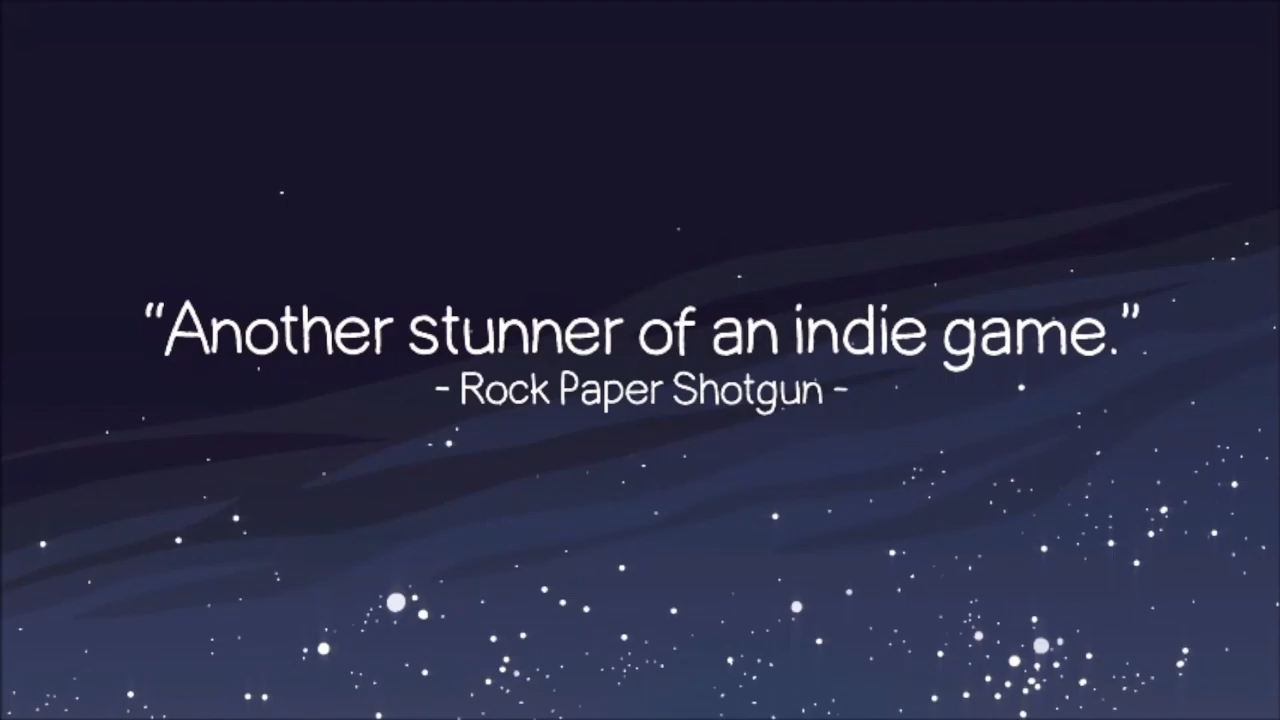 “Another stunner of an indie game.”
- Rock Paper Shotgun -